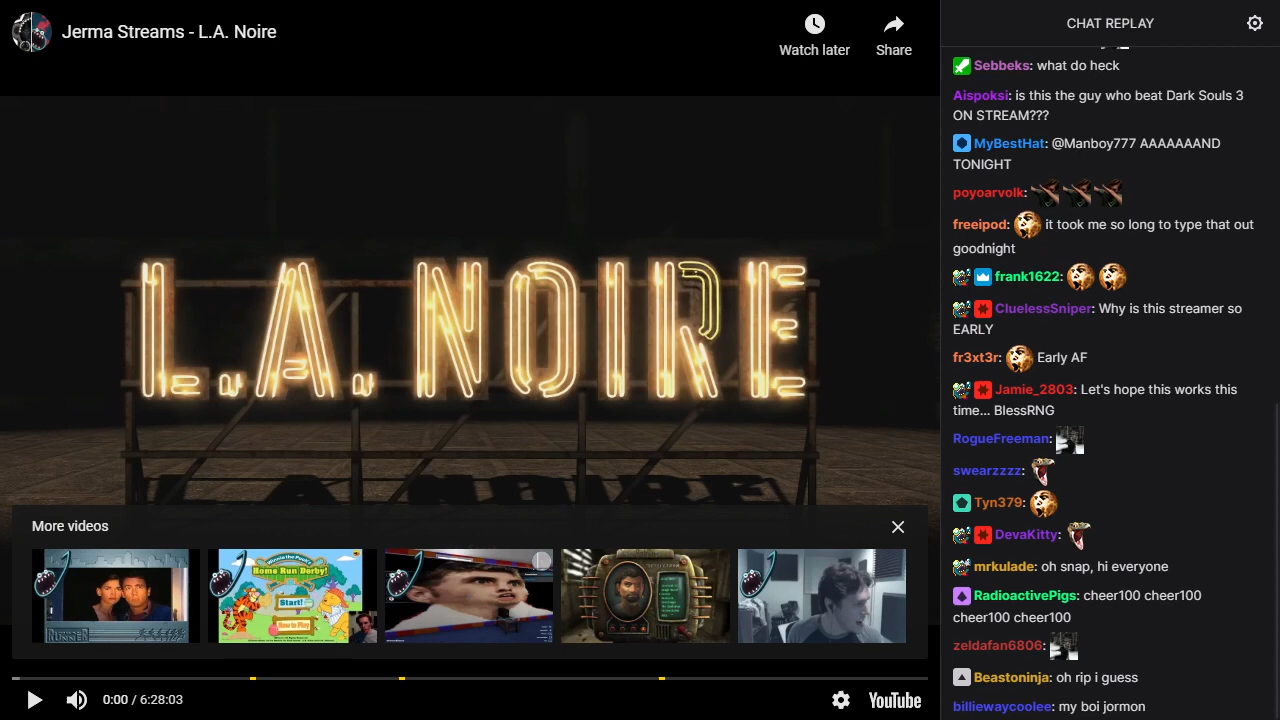 Jerma Streams - L.A. Noire
Watch later
Share
L.A. NOIRE
More videos
Winnie the Pooh's
Home Run Derby!
Start!
How to Play
0:00 / 6:28:03
YouTube
CHAT REPLAY
Sebbeks: what do heck
Aispoksi: is this the guy who beat Dark Souls 3
ON STREAM???
MyBestHat: @Manboy777 AAAAAAAND
TONIGHT
poyoarvolk:
freeipod: it took me so long to type that out
goodnight
frank1622:
CluelessSniper: Why is this streamer so
EARLY
fr3xt3r: Early AF
Jamie_2803: Let's hope this works this
time... BlessRNG
RogueFreeman:
swearzzzz:
Tyn379:
DevaKitty:
mrkulade: oh snap, hi everyone
RadioactivePigs: cheer100 cheer100
cheer100 cheer100
zeldafan6806:
Beastoninja: oh rip i guess
billiewaycoolee: my boi jormon